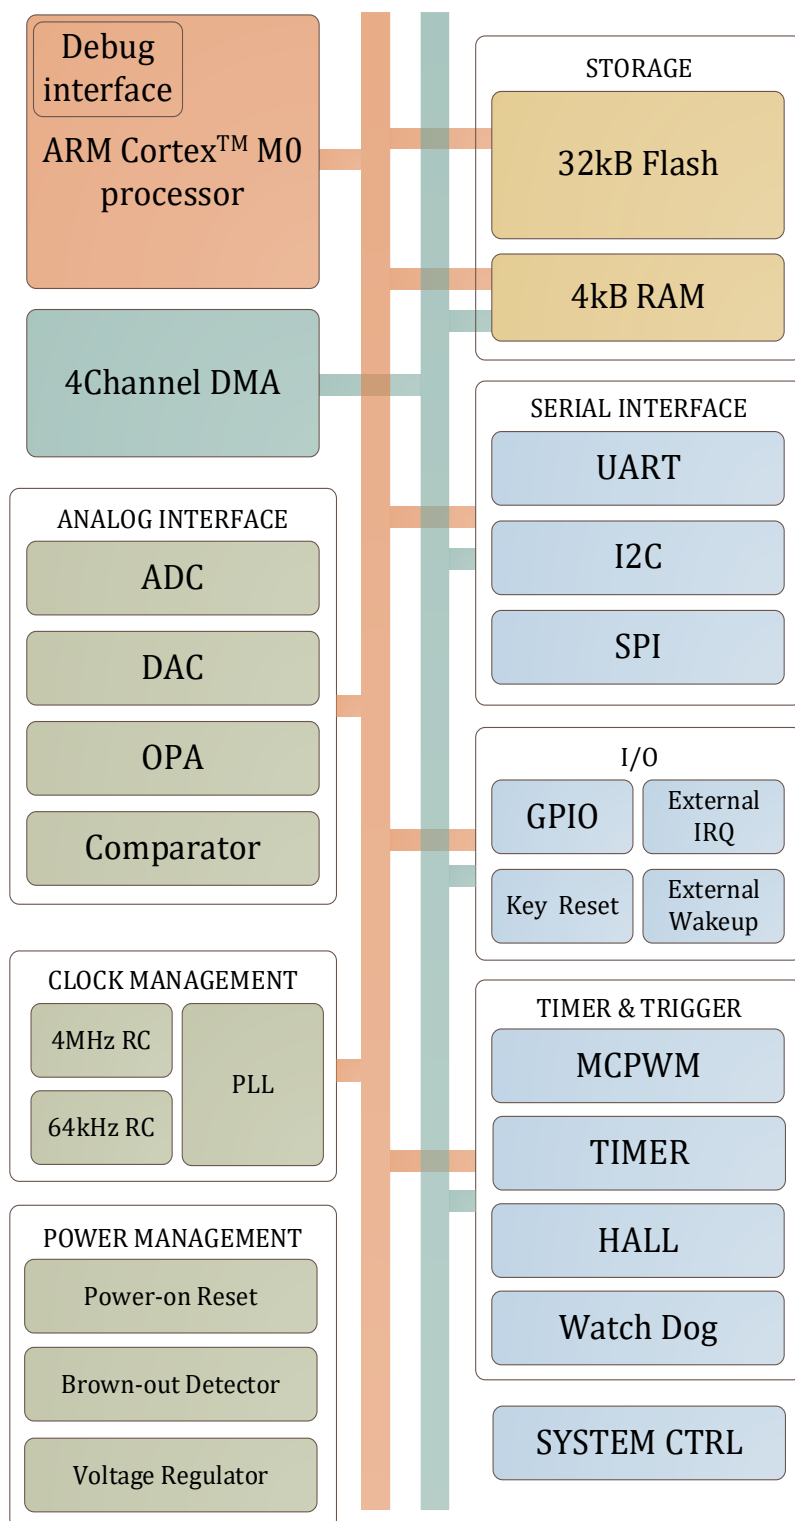 Debug
interface
ARM Cortex™ M0
processor
4Channel DMA
ANALOG INTERFACE
ADC
DAC
OPA
Comparator
CLOCK MANAGEMENT
4MHz RC
64kHz RC
PLL
POWER MANAGEMENT
Power-on Reset
Brown-out Detector
Voltage Regulator
STORAGE
32kB Flash
4kB RAM
SERIAL INTERFACE
UART
I2C
SPI
I/O
GPIO
External
IRQ
Key Reset
External
Wakeup
TIMER & TRIGGER
MCPWM
TIMER
HALL
Watch Dog
SYSTEM CTRL